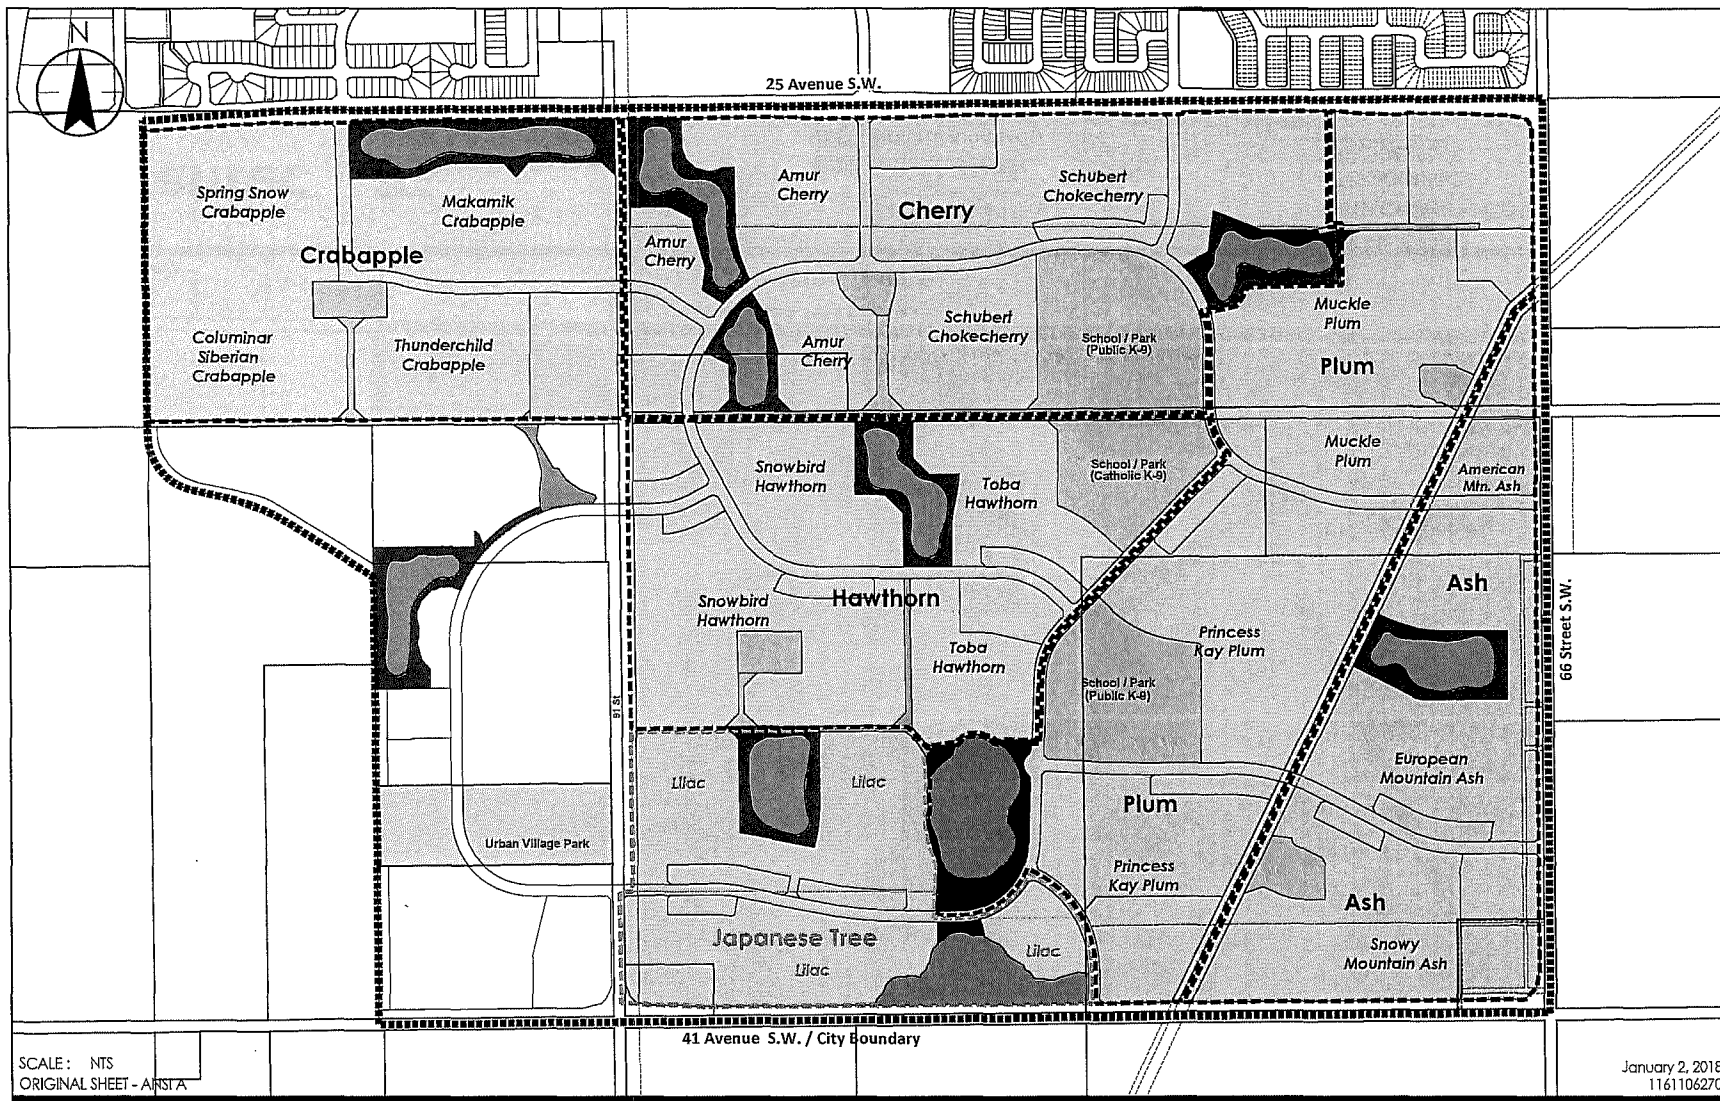 N
25 Avenue S.W.
Spring Snow
Crabapple
Makamik
Crabapple
Amur
Cherry
Schubert
Chokecherry
Cherry
Crabapple
Amur
Cherry
Columinar
Siberian
Crabapple
Thunderchild
Crabapple
Amur
Cherry
Schubert
Chokecherry
School / Park
(Public K-9)
Muckle
Plum
Plum
Snowbird
Hawthorn
Toba
Hawthorn
School / Park
(Catholic K-9)
Muckle
Plum
American
Mtn. Ash
Snowbird
Hawthorn
Hawthorn
Toba
Hawthorn
Princess
Kay Plum
School / Park
(Public K-9)
Ash
66 Street S.W.
91 St
Lilac
Lilac
Plum
European
Mountain Ash
Urban Village Park
Princess
Kay Plum
Ash
Japanese Tree
Lilac
Lilac
Snowy
Mountain Ash
41 Avenue S.W. / City Boundary
SCALE : NTS
ORIGINAL SHEET - ANSI A
January 2, 2018
1161106270